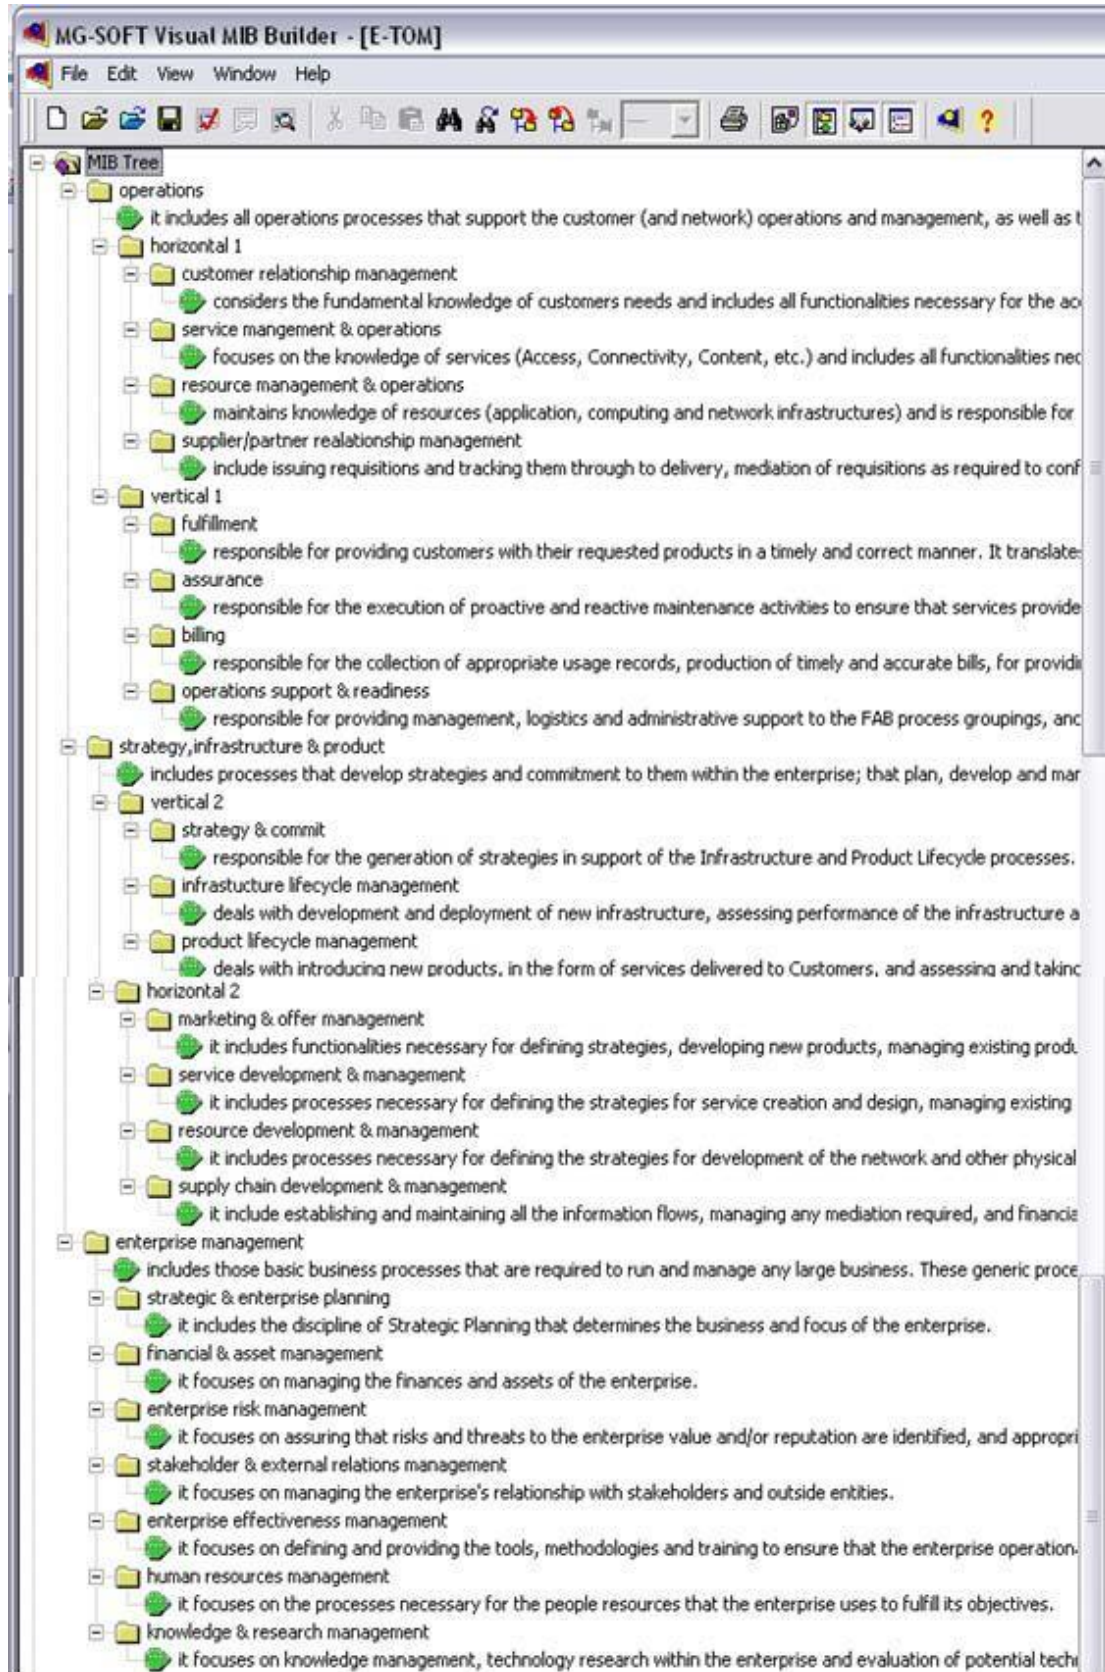 MG-SOFT Visual MIB Builder - [E-TOM]
File Edit View Window Help
MIB Tree
operations
it includes all operations processes that support the customer (and network) operations and management, as well as t
horizontal 1
customer relationship management
considers the fundamental knowledge of customers needs and includes all functionalities necessary for the acc
service mangement & operations
focuses on the knowledge of services (Access, Connectivity, Content, etc.) and includes all functionalities nec
resource management & operations
maintains knowledge of resources (application, computing and network infrastructures) and is responsible for
supplier/partner realationship management
include issuing requisitions and tracking them through to delivery, mediation of requisitions as required to conf
vertical 1
fulfillment
responsible for providing customers with their requested products in a timely and correct manner. It translate
assurance
responsible for the execution of proactive and reactive maintenance activities to ensure that services provide
billing
responsible for the collection of appropriate usage records, production of timely and accurate bills, for providi
operations support & readiness
responsible for providing management, logistics and administrative support to the FAB process groupings, anc
strategy,infrastructure & product
includes processes that develop strategies and commitment to them within the enterprise; that plan, develop and mar
vertical 2
strategy & commit
responsible for the generation of strategies in support of the Infrastructure and Product Lifecycle processes.
infrastucture lifecycle management
deals with development and deployment of new infrastructure, assessing performance of the infrastructure a
product lifecycle management
deals with introducing new products, in the form of services delivered to Customers, and assessing and taking
horizontal 2
marketing & offer management
it includes functionalities necessary for defining strategies, developing new products, managing existing produ
service development & management
it includes processes necessary for defining the strategies for service creation and design, managing existing
resource development & management
it includes processes necessary for defining the strategies for development of the network and other physical
supply chain development & management
it include establishing and maintaining all the information flows, managing any mediation required, and financia
enterprise management
includes those basic business processes that are required to run and manage any large business. These generic proce
strategic & enterprise planning
it includes the discipline of Strategic Planning that determines the business and focus of the enterprise.
financial & asset management
it focuses on managing the finances and assets of the enterprise.
enterprise risk management
it focuses on assuring that risks and threats to the enterprise value and/or reputation are identified, and appropri
stakeholder & external relations management
it focuses on managing the enterprise's relationship with stakeholders and outside entities.
enterprise effectiveness management
it focuses on defining and providing the tools, methodologies and training to ensure that the enterprise operation
human resources management
it focuses on the processes necessary for the people resources that the enterprise uses to fulfill its objectives.
knowledge & research management
it focuses on knowledge management, technology research within the enterprise and evaluation of potential tech